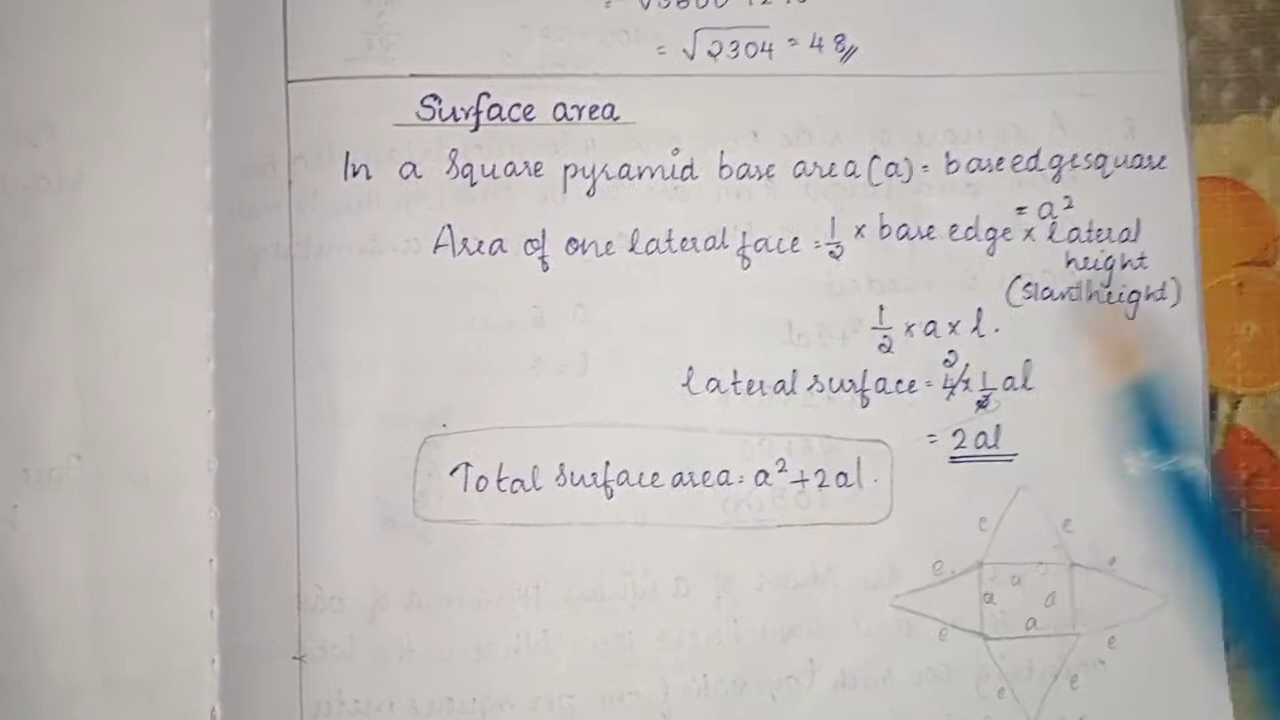 = √2304 = 48//
Surface area
In a square pyramid base area (a) = base edge square
= a²
Area of one lateral face = 1/2 × base edge × lateral
height
(slant height)
1/2 × a × l.
lateral surface = 4 × 1/2 al
2
= 2al
Total surface area = a² + 2al.
e e
e a e
a a
e a e
e e